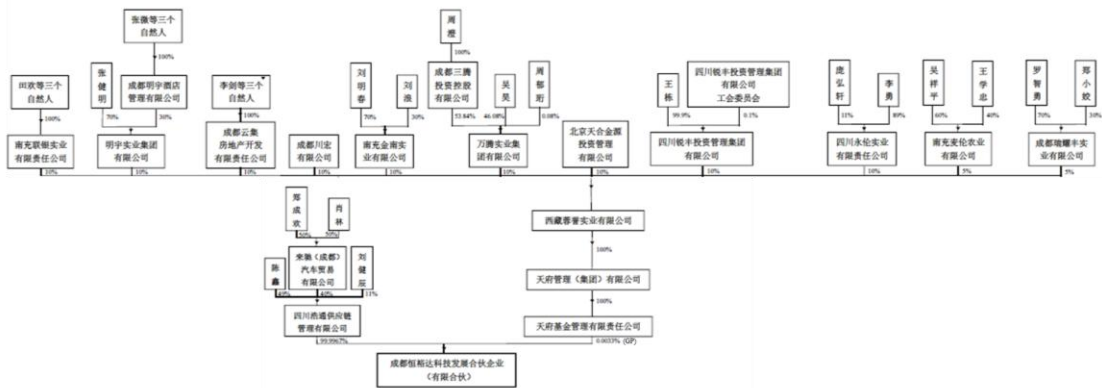 张微等三个
自然人
100%
田欢等三个
自然人
张健明
成都明宇酒店
管理有限公司
李剑等三个
自然人
刘明春
刘浪
周澄
100%
成都三腾
投资控股
有限公司
吴昊
周郁珩
王栋
四川锐丰投资管理集团
有限公司
工会委员会
庞弘轩
李勇
吴祥平
王学忠
罗智勇
郑小姣
100%
70%
30%
100%
70%
30%
53.84%
46.08%
0.08%
99.9%
0.1%
11%
89%
60%
40%
70%
30%
南充联银实业
有限责任公司
明宇实业集团
有限公司
成都云集
房地产开发
有限责任公司
成都川宏
有限公司
南充金南实
业有限公司
万腾实业集
团有限公司
北京天合金源
投资管理
有限公司
四川锐丰投资管理集团
有限公司
四川永伦实业
有限责任公司
南充麦伦农业
有限公司
成都瑞耀丰实
业有限公司
10%
10%
10%
10%
10%
10%
10%
10%
10%
5%
5%
郑成欢
肖林
50%
50%
西藏蓉誉实业有限公司
100%
陈鑫
来驰（成都）
汽车贸易
有限公司
刘健辰
49%
40%
11%
天府管理（集团）有限公司
100%
四川浩通供应链
管理有限公司
天府基金管理有限责任公司
99.9967%
0.0033% (GP)
成都恒裕达科技发展合伙企业
（有限合伙）